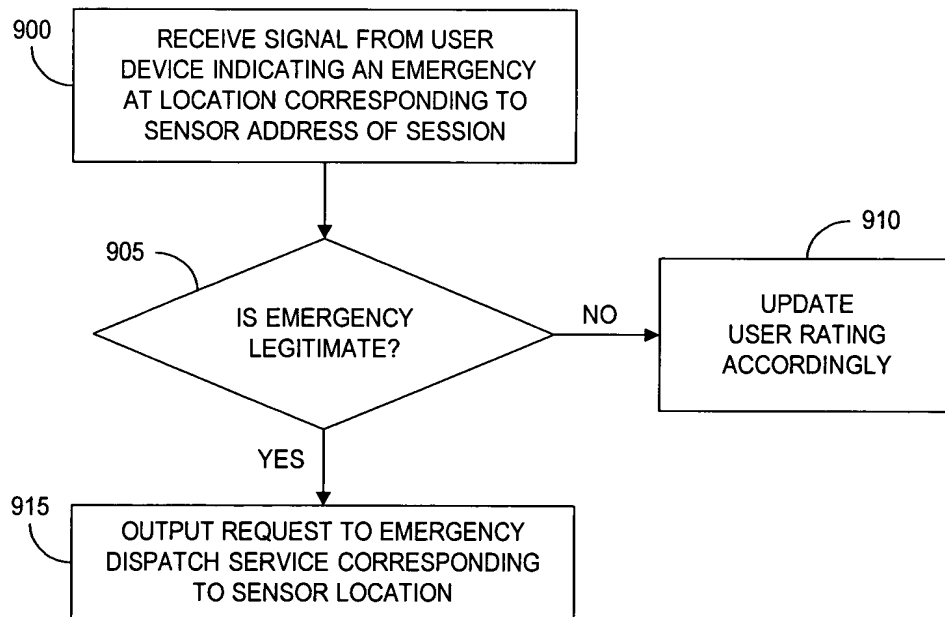 900
RECEIVE SIGNAL FROM USER
DEVICE INDICATING AN EMERGENCY
AT LOCATION CORRESPONDING TO
SENSOR ADDRESS OF SESSION
905
IS EMERGENCY
LEGITIMATE?
NO
910
UPDATE
USER RATING
ACCORDINGLY
YES
915
OUTPUT REQUEST TO EMERGENCY
DISPATCH SERVICE CORRESPONDING
TO SENSOR LOCATION